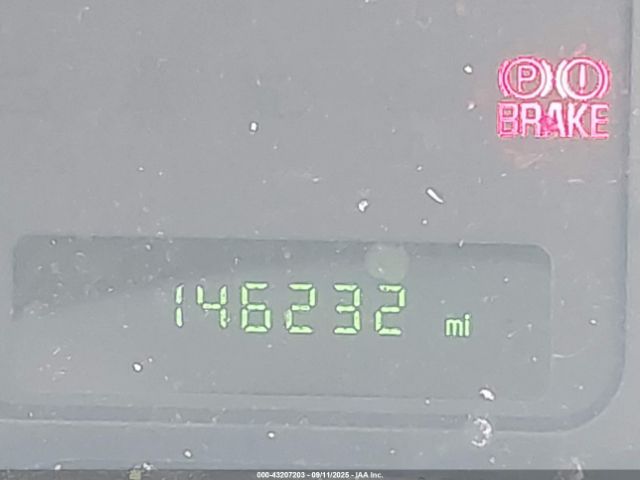 (P) (!)
BRAKE
146232 mi
000-43207203 - 09/11/2025 - IAA Inc.